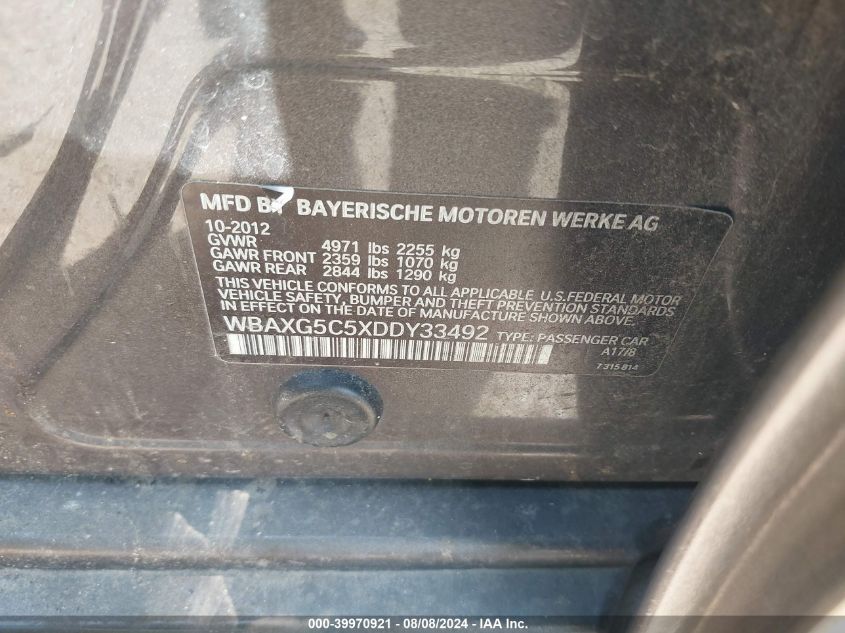 MFD BY BAYERISCHE MOTOREN WERKE AG
10-2012
GVWR 4971 lbs 2255 kg
GAWR FRONT 2359 lbs 1070 kg
GAWR REAR 2844 lbs 1290 kg
THIS VEHICLE CONFORMS TO ALL APPLICABLE U.S.FEDERAL MOTOR
VEHICLE SAFETY, BUMPER AND THEFT PREVENTION STANDARDS
IN EFFECT ON THE DATE OF MANUFACTURE SHOWN ABOVE.
WBAXG5C5XDDY33492 TYPE: PASSENGER CAR
A17/8
7 315 814
000-39970921 - 08/08/2024 - IAA Inc.